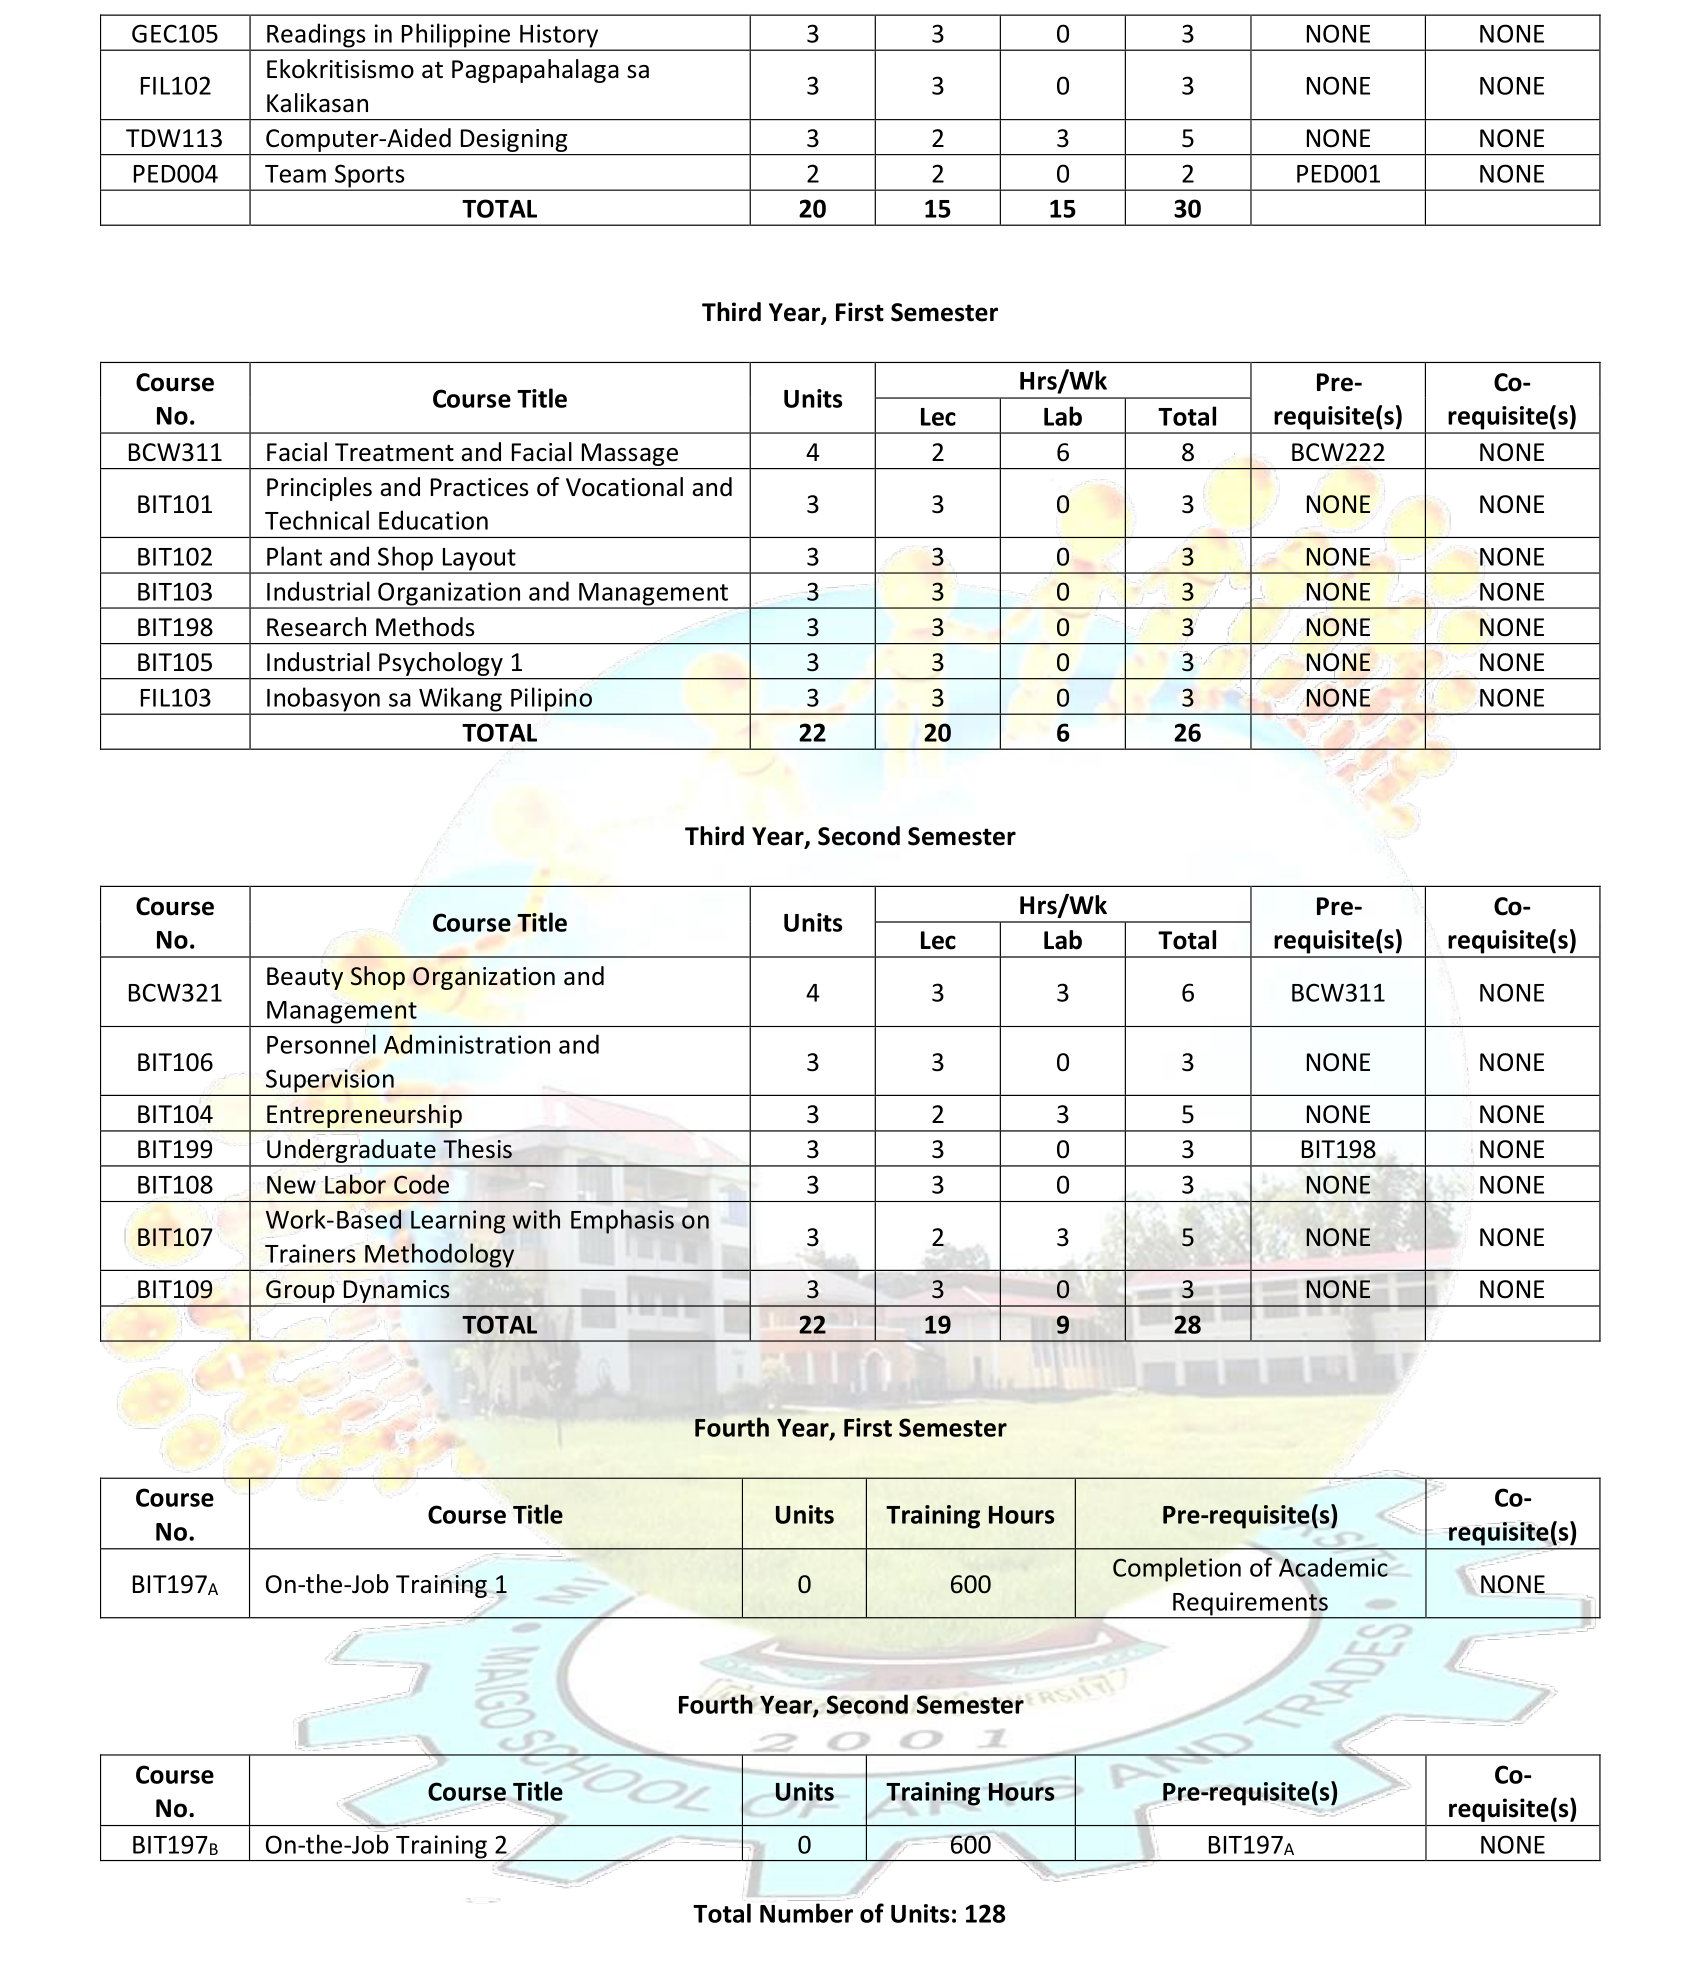 GEC105 Readings in Philippine History 3 3 0 3 NONE NONE
FIL102 Ekokritisismo at Pagpapahalaga sa Kalikasan 3 3 0 3 NONE NONE
TDW113 Computer-Aided Designing 3 2 3 5 NONE NONE
PED004 Team Sports 2 2 0 2 PED001 NONE
TOTAL 20 15 15 30
Third Year, First Semester
Course No. Course Title Units Hrs/Wk Pre-requisite(s) Co-requisite(s)
Lec Lab Total
BCW311 Facial Treatment and Facial Massage 4 2 6 8 BCW222 NONE
BIT101 Principles and Practices of Vocational and Technical Education 3 3 0 3 NONE NONE
BIT102 Plant and Shop Layout 3 3 0 3 NONE NONE
BIT103 Industrial Organization and Management 3 3 0 3 NONE NONE
BIT198 Research Methods 3 3 0 3 NONE NONE
BIT105 Industrial Psychology 1 3 3 0 3 NONE NONE
FIL103 Inobasyon sa Wikang Pilipino 3 3 0 3 NONE NONE
TOTAL 22 20 6 26
Third Year, Second Semester
Course No. Course Title Units Hrs/Wk Pre-requisite(s) Co-requisite(s)
Lec Lab Total
BCW321 Beauty Shop Organization and Management 4 3 3 6 BCW311 NONE
BIT106 Personnel Administration and Supervision 3 3 0 3 NONE NONE
BIT104 Entrepreneurship 3 2 3 5 NONE NONE
BIT199 Undergraduate Thesis 3 3 0 3 BIT198 NONE
BIT108 New Labor Code 3 3 0 3 NONE NONE
BIT107 Work-Based Learning with Emphasis on Trainers Methodology 3 2 3 5 NONE NONE
BIT109 Group Dynamics 3 3 0 3 NONE NONE
TOTAL 22 19 9 28
Fourth Year, First Semester
Course No. Course Title Units Training Hours Pre-requisite(s) Co-requisite(s)
BIT197A On-the-Job Training 1 0 600 Completion of Academic Requirements NONE
Fourth Year, Second Semester
Course No. Course Title Units Training Hours Pre-requisite(s) Co-requisite(s)
BIT197B On-the-Job Training 2 0 600 BIT197A NONE
Total Number of Units: 128
MAIGO SCHOOL OF ARTS AND TRADES
2001